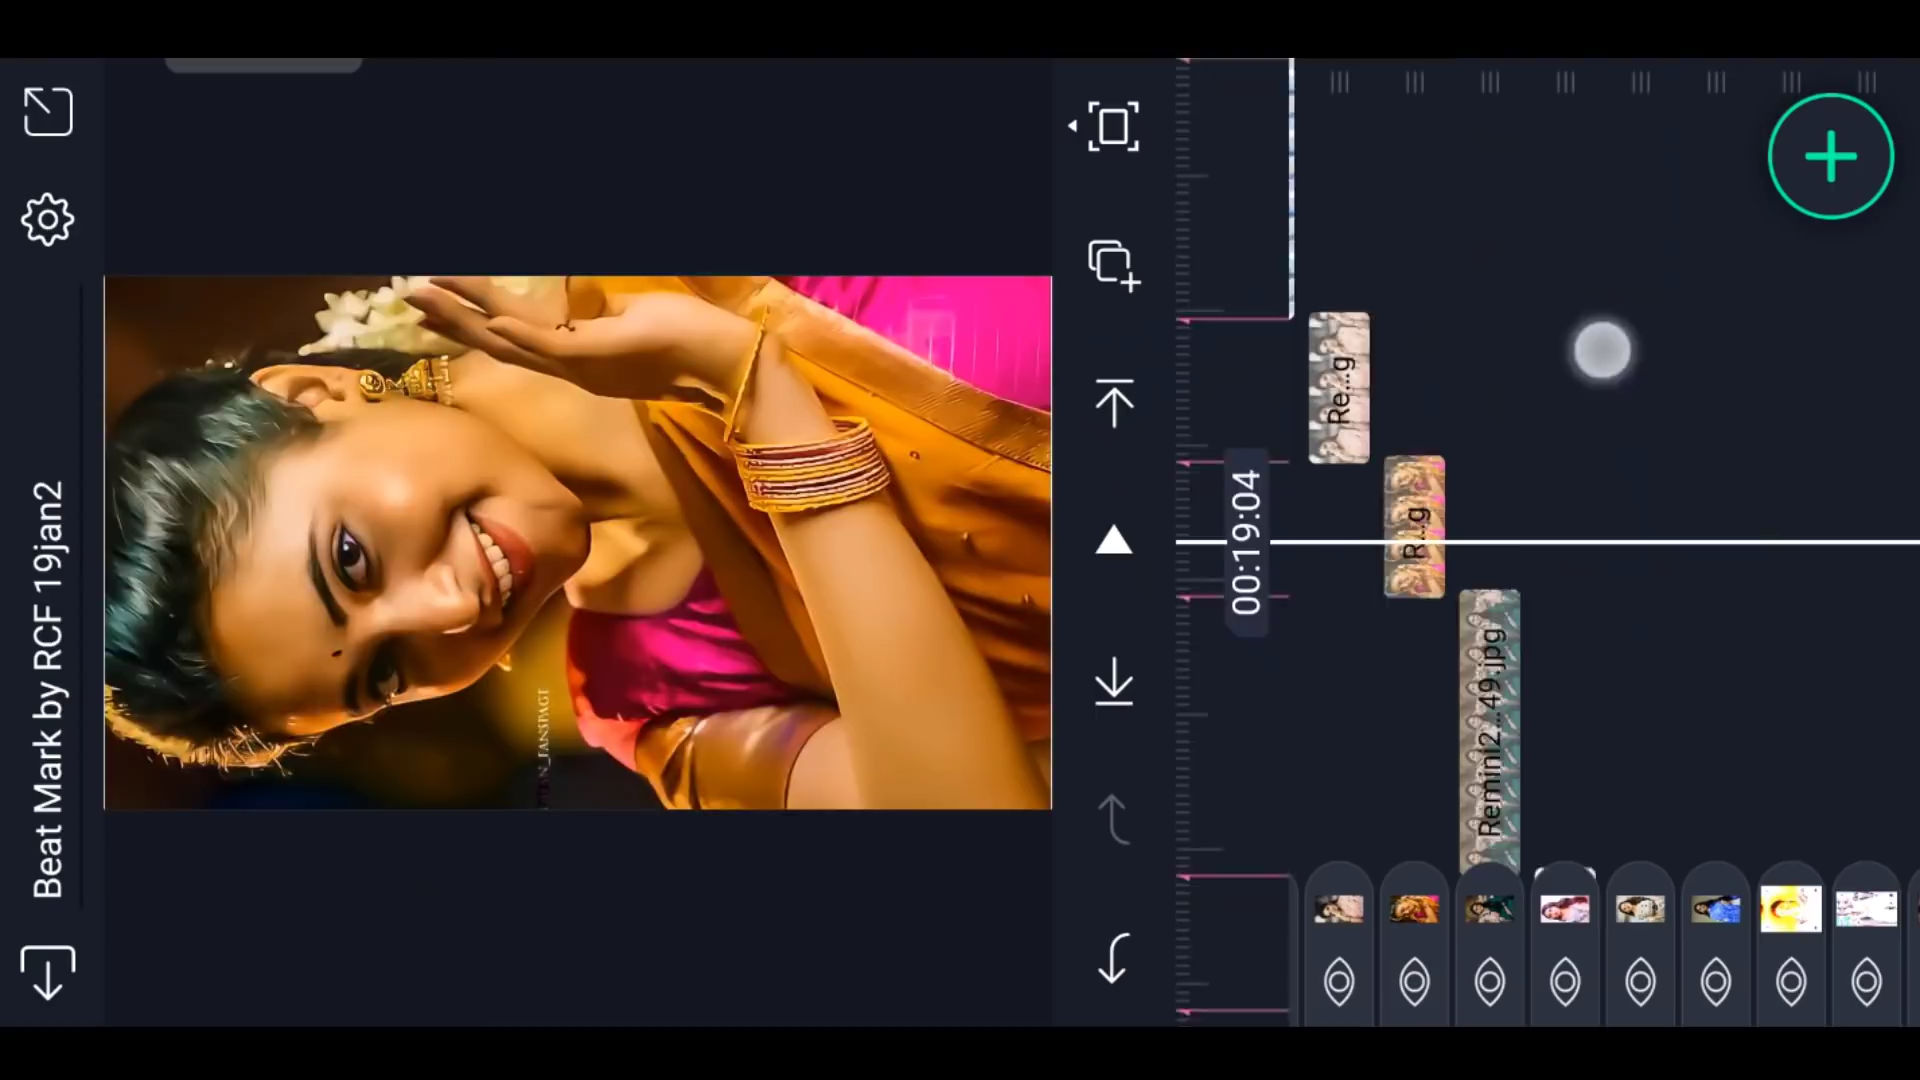 Beat Mark by RCF 19jan2
00:19:04
Re...g
R...g
Remini2...49.jpg